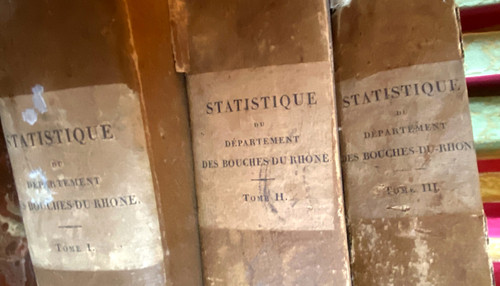 STATISTIQUE
DU
DÉPARTEMENT
DES BOUCHES-DU-RHONE.
TOME I.
STATISTIQUE
DU
DÉPARTEMENT
DES BOUCHES-DU-RHONE
TOME II.
STATISTIQUE
DU
DÉPARTEMENT
DES BOUCHES-DU-RHON
TOME III.